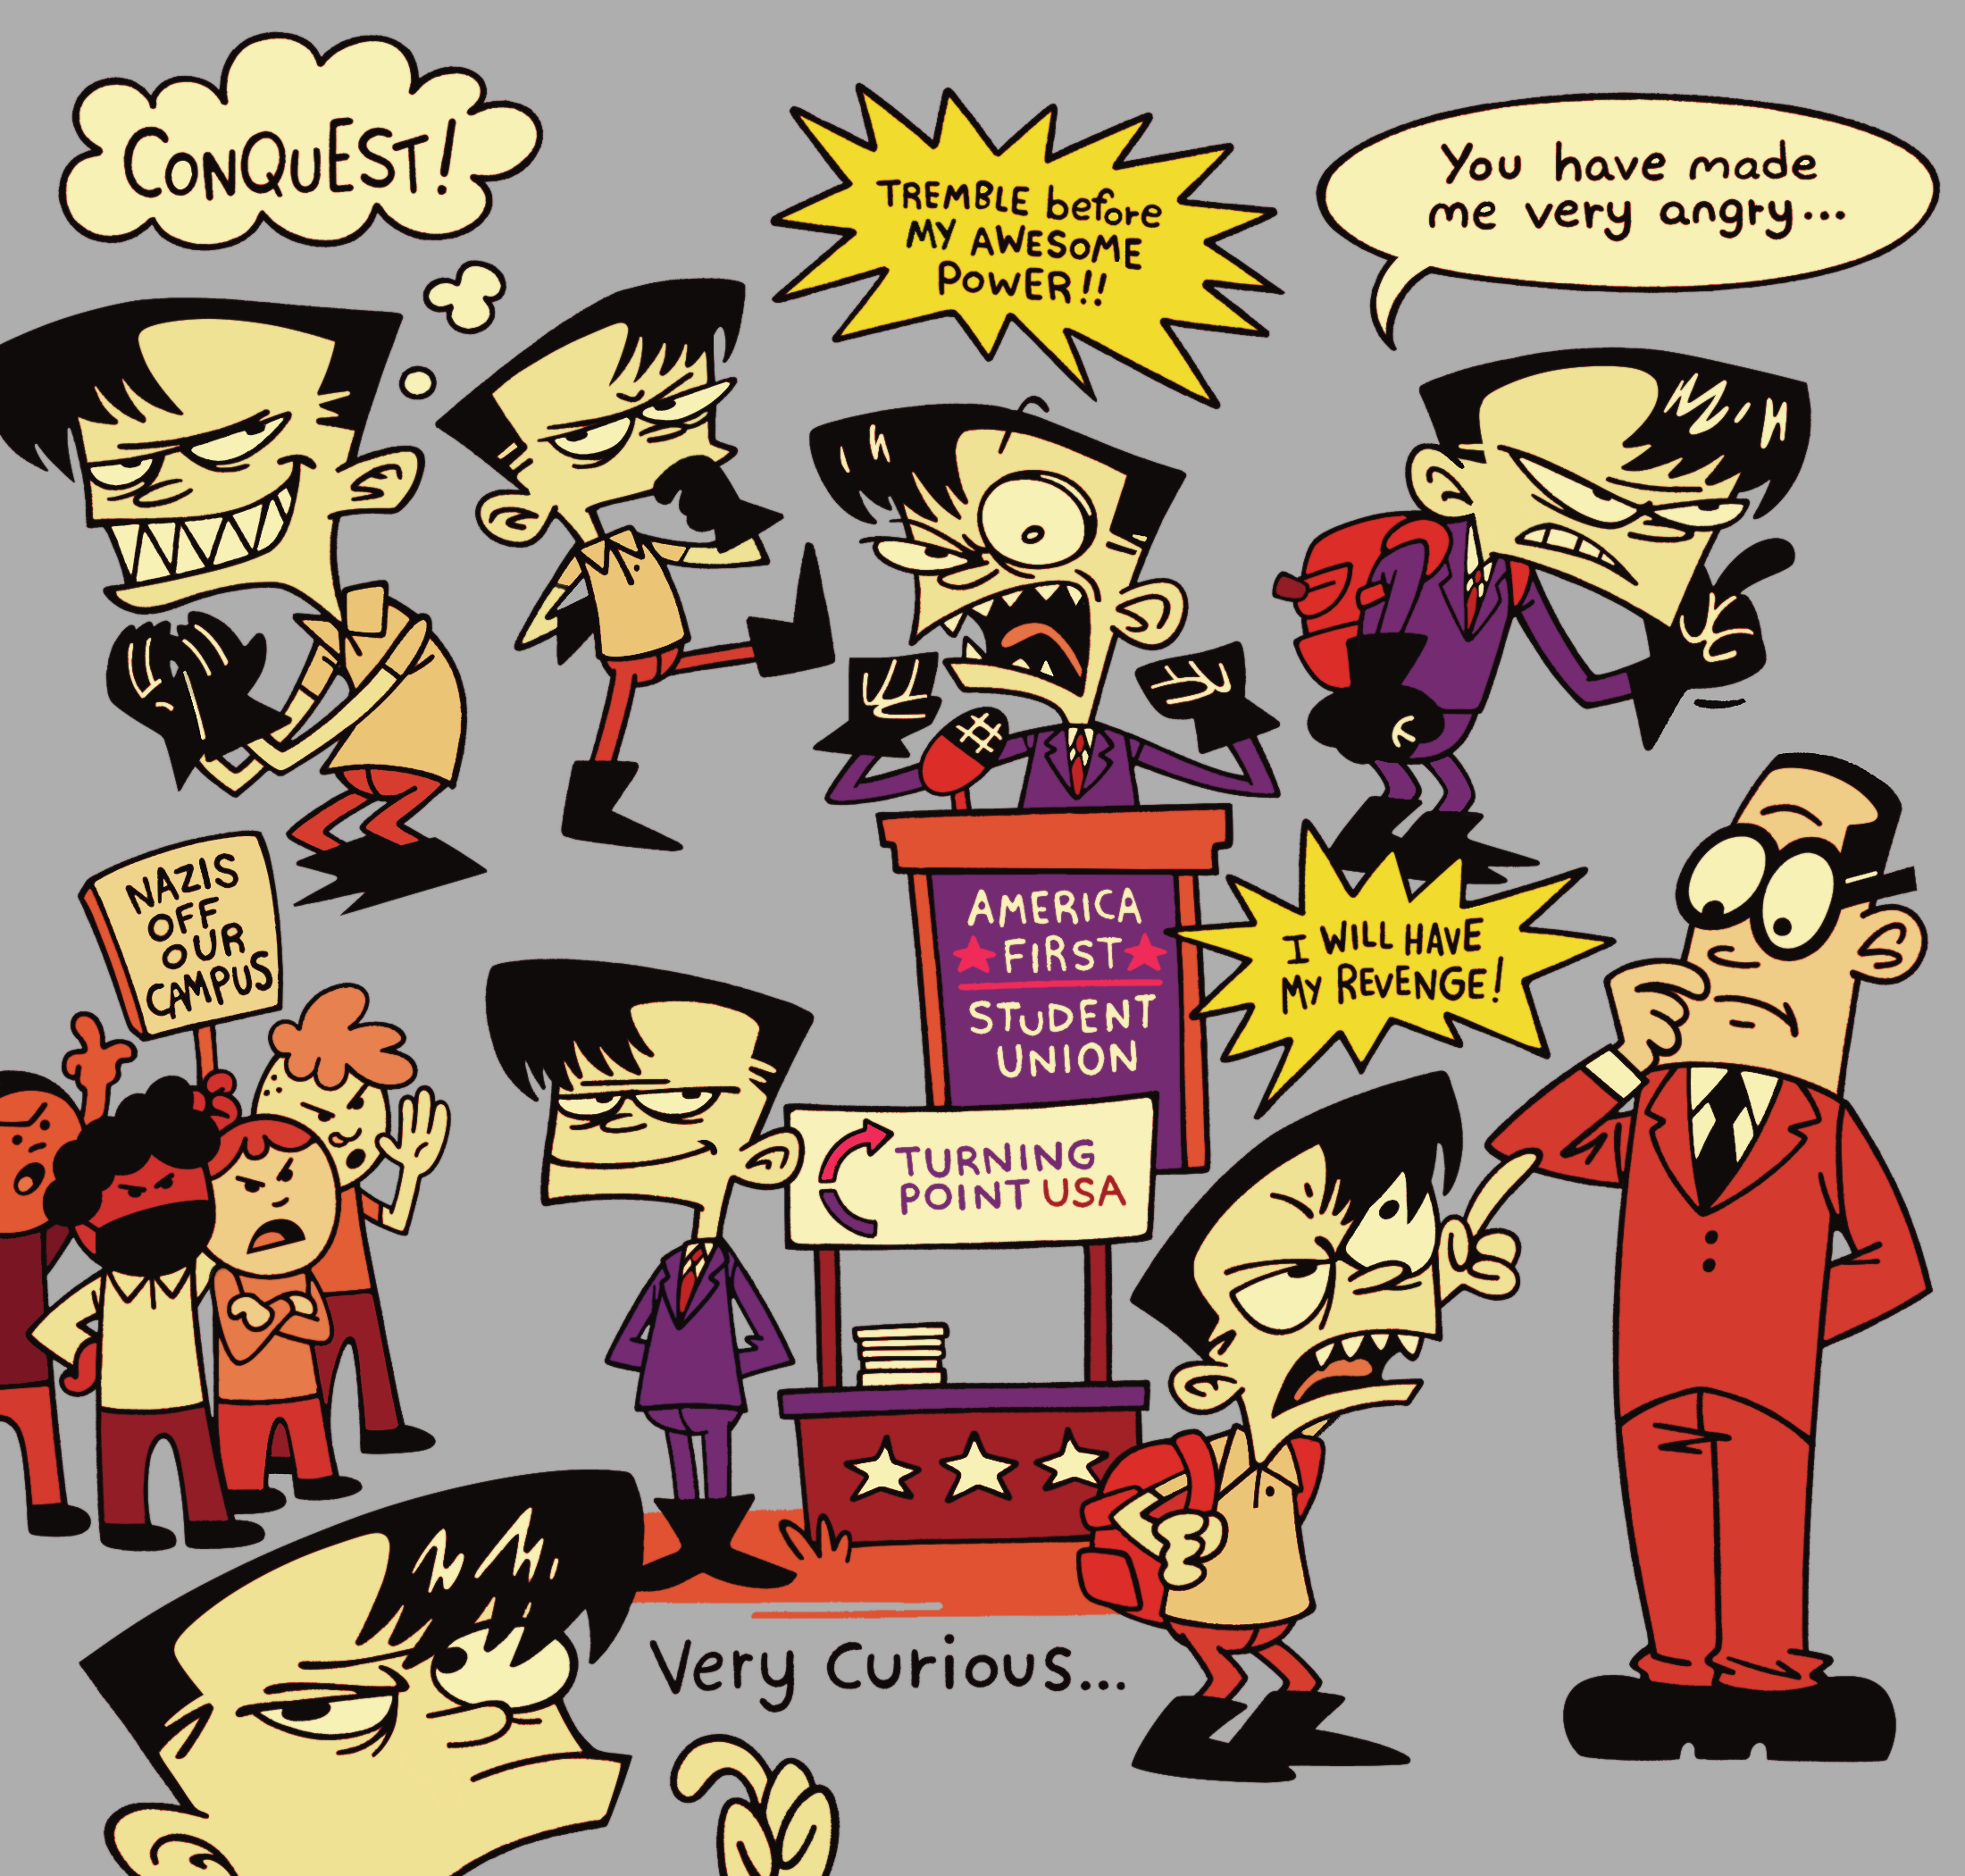 CONQUEST!
TREMBLE before
MY AWESOME
POWER!!
You have made
me very angry...
NAZIS
OFF
OUR
CAMPUS
AMERICA
FIRST
STUDENT
UNION
I WILL HAVE
MY REVENGE!
TURNING
POINT USA
Very Curious...